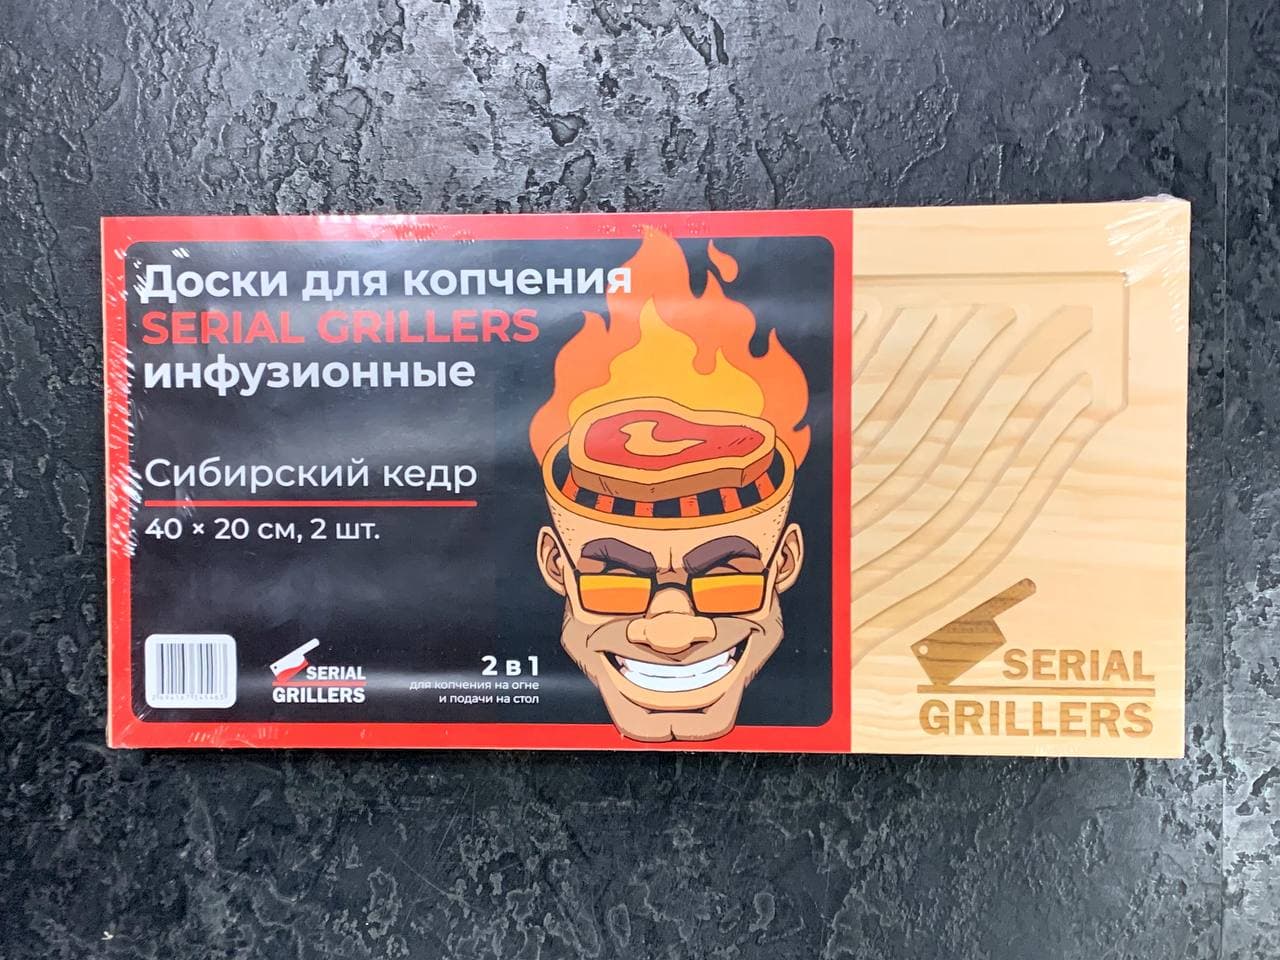 Доски для копчения
SERIAL GRILLERS
инфузионные
Сибирский кедр
40 × 20 см, 2 шт.
SERIAL
GRILLERS
2 в 1
для копчения на огне
и подачи на стол
SERIAL
GRILLERS